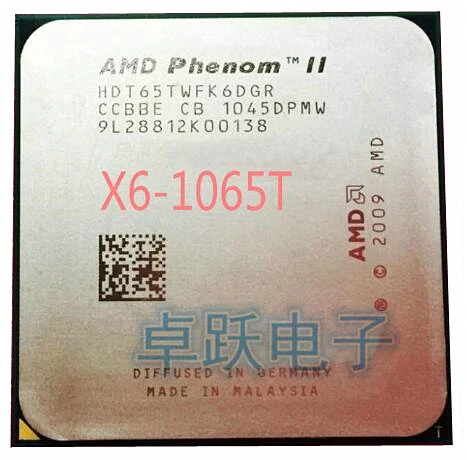 AMD Phenom™ II
HDT65TWFK6DGR
CCBBE CB 1045DPMW
9L28812K00138
X6-1065T
AMD
® © 2009 AMD
卓跃电子
DIFFUSED IN GERMANY
MADE IN MALAYSIA
T